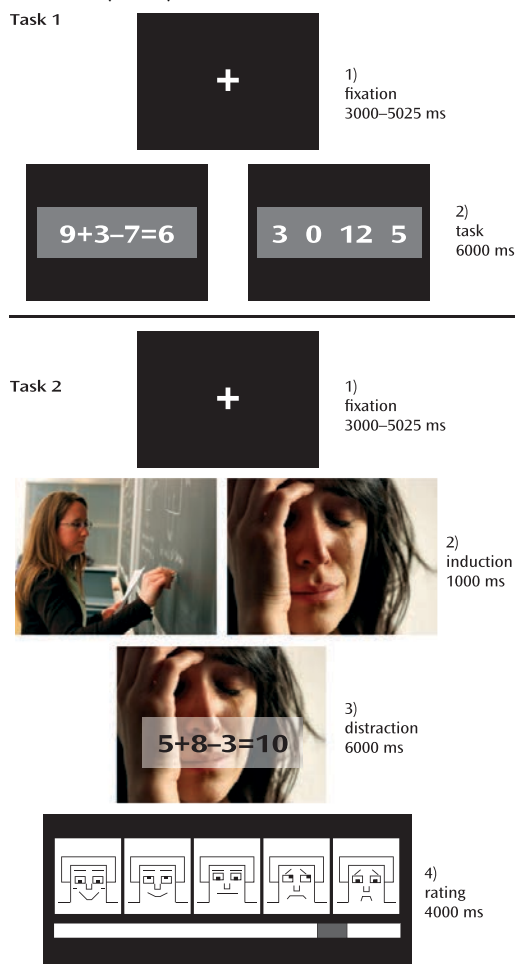 Task 1
+
1)
fixation
3000–5025 ms
9+3–7=6
3 0 12 5
2)
task
6000 ms
Task 2
+
1)
fixation
3000–5025 ms
2)
induction
1000 ms
5+8–3=10
3)
distraction
6000 ms
4)
rating
4000 ms